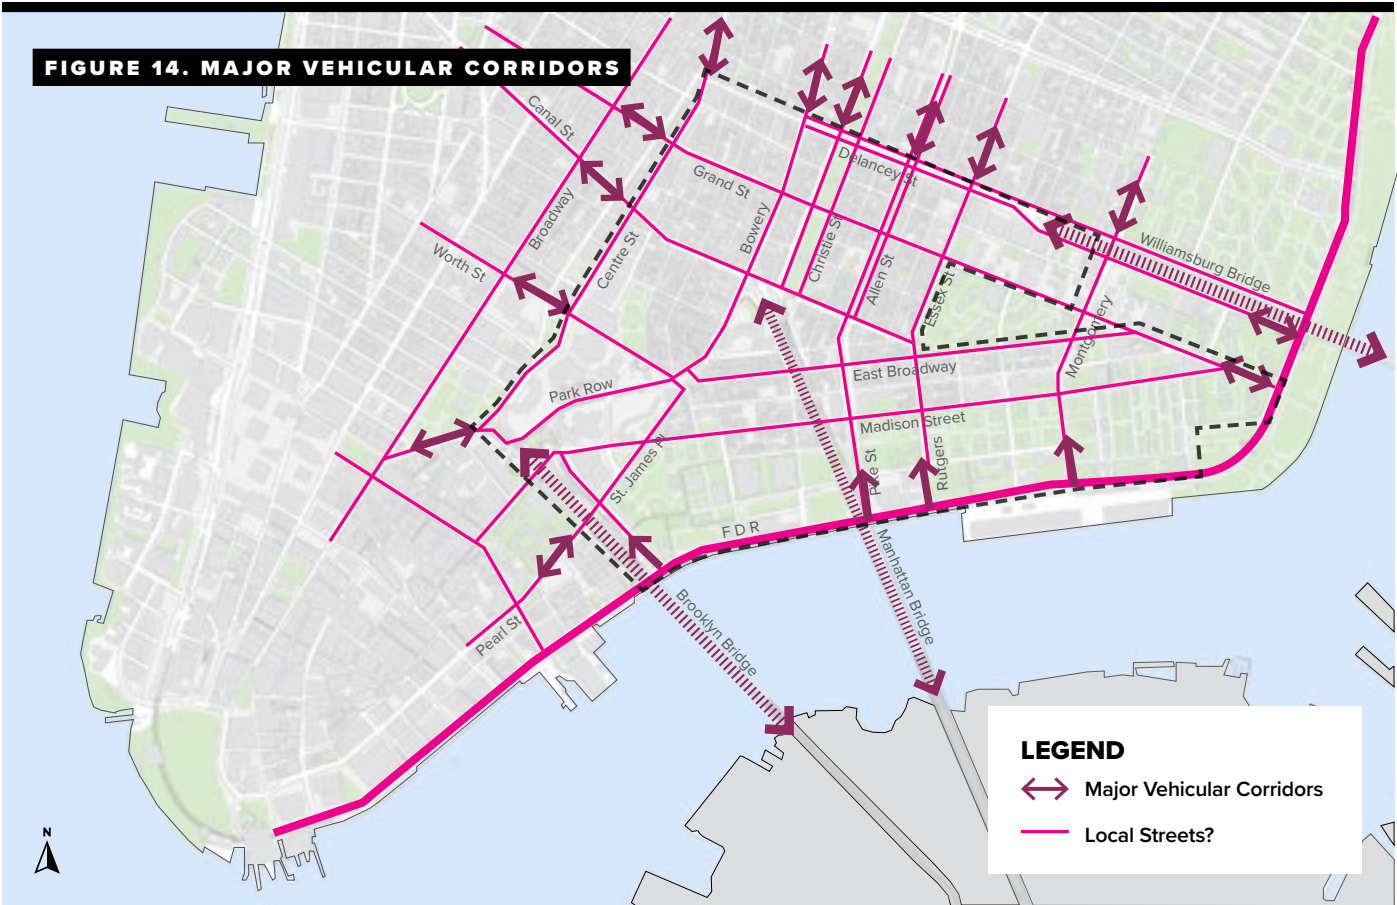 FIGURE 14. MAJOR VEHICULAR CORRIDORS
Canal St
Broadway
Worth St
Centre St
Grand St
Bowery
Delancey St
Christie St
Allen St
Essex St
Williamsburg Bridge
Montgomery
Park Row
East Broadway
Madison Street
St. James Pl
Pike St
Rutgers
FDR
Manhattan Bridge
Brooklyn Bridge
Pearl St
N
LEGEND
Major Vehicular Corridors
Local Streets?